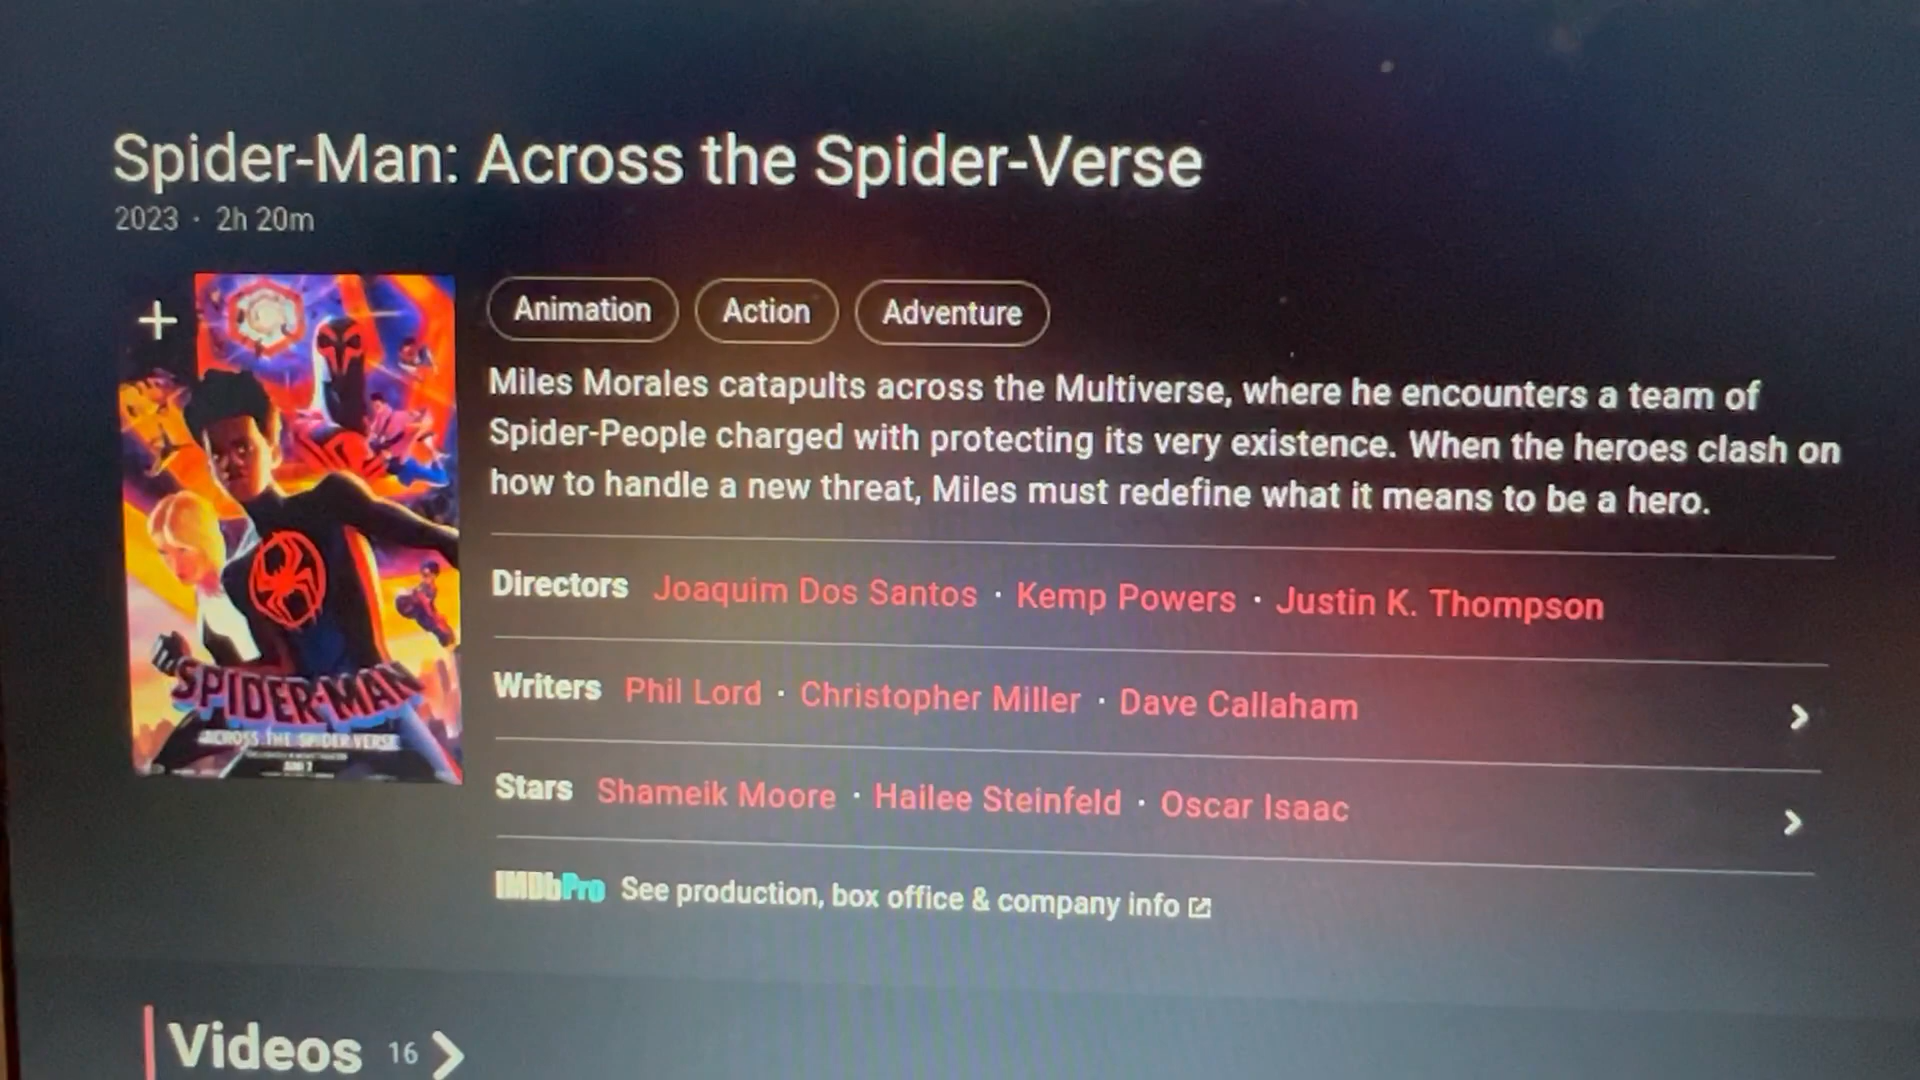 Spider-Man: Across the Spider-Verse
2023 · 2h 20m
+
Animation Action Adventure
Miles Morales catapults across the Multiverse, where he encounters a team of
Spider-People charged with protecting its very existence. When the heroes clash on
how to handle a new threat, Miles must redefine what it means to be a hero.
SPIDER-MAN
ACROSS THE SPIDER-VERSE
Directors Joaquim Dos Santos · Kemp Powers · Justin K. Thompson
Writers Phil Lord · Christopher Miller · Dave Callaham
Stars Shameik Moore · Hailee Steinfeld · Oscar Isaac
IMDbPro See production, box office & company info
Videos 16